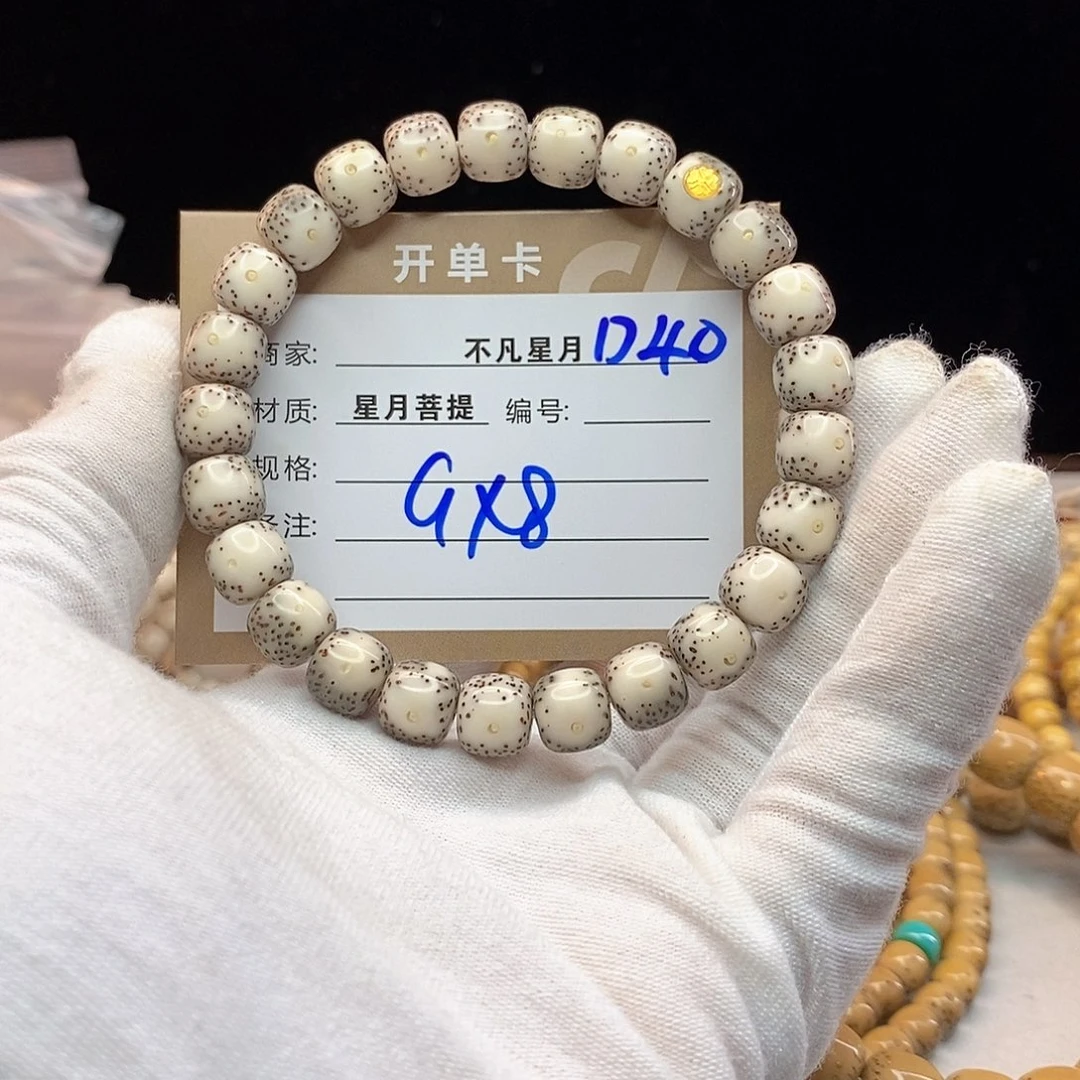 开单卡
商家: 不凡星月 D40
材质: 星月菩提 编号:
规格:
备注: 9X8